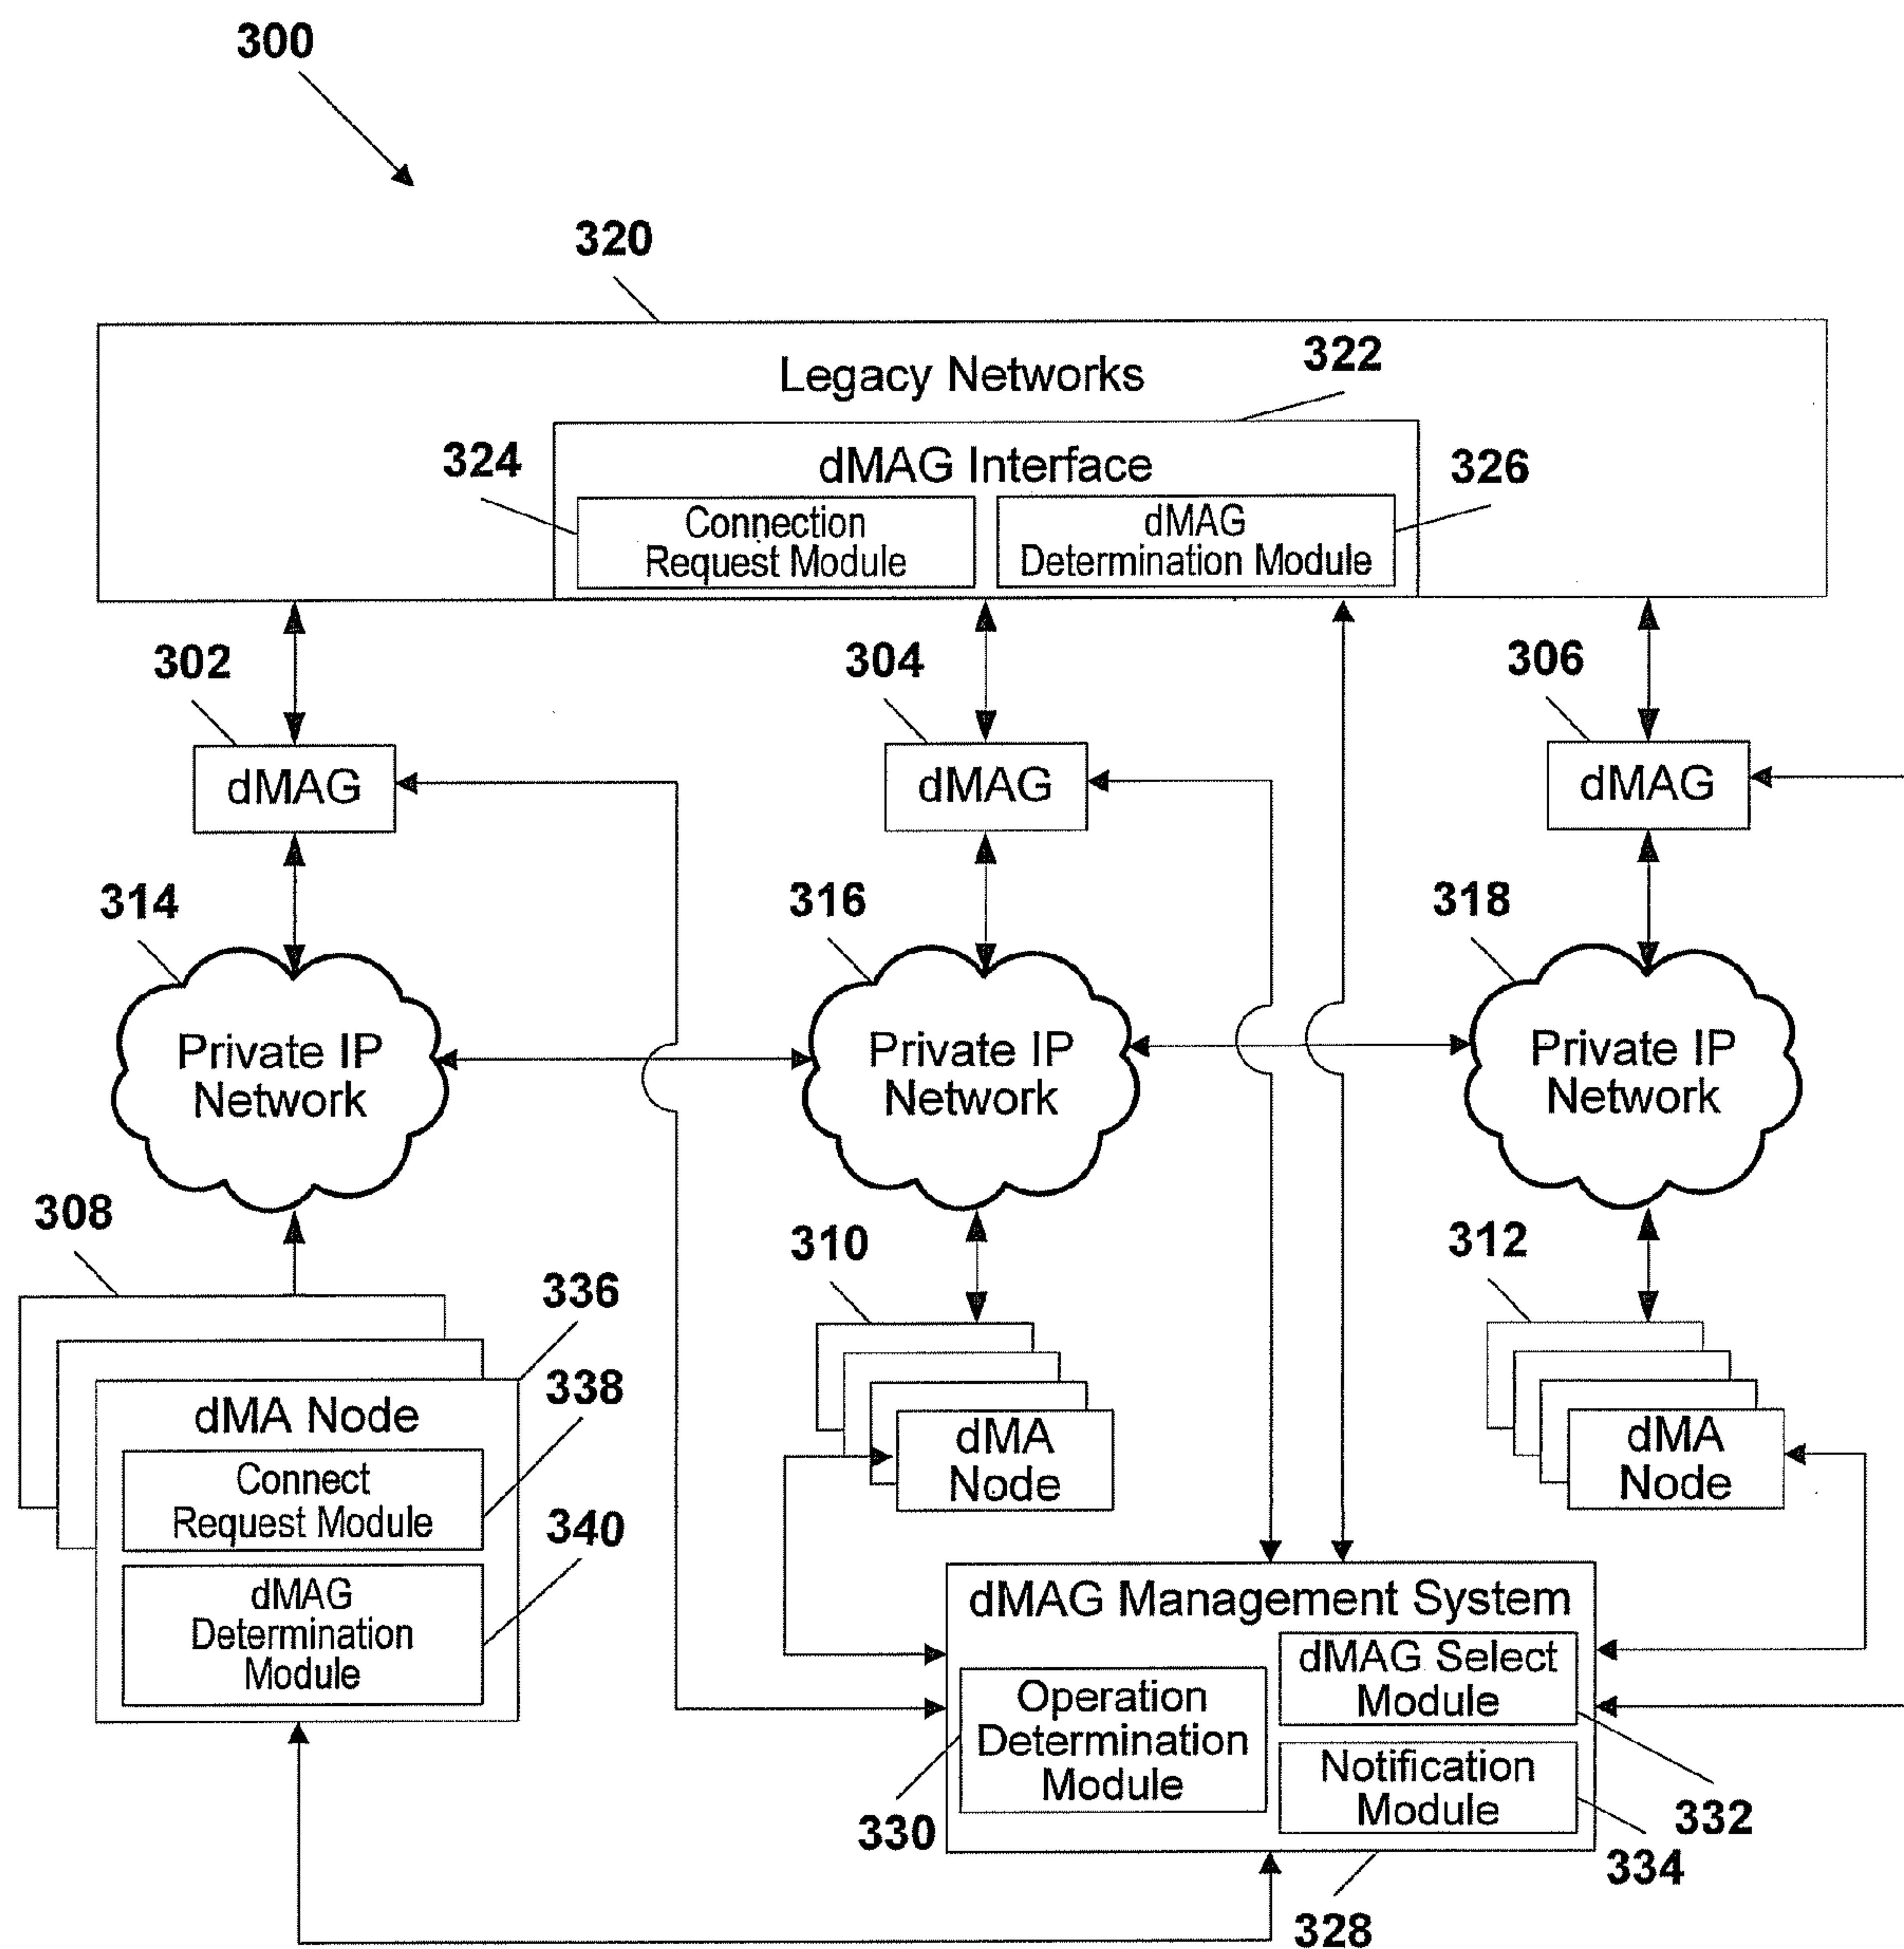 300
320
Legacy Networks
322
dMAG Interface
324
326
Connection
Request Module
dMAG
Determination Module
302
304
306
dMAG
dMAG
dMAG
314
316
318
Private IP
Network
Private IP
Network
Private IP
Network
308
310
312
336
dMA Node
338
Connect
Request Module
340
dMAG
Determination
Module
dMA
Node
dMA
Node
dMAG Management System
dMAG Select
Module
Operation
Determination
Module
Notification
Module
330
332
334
328